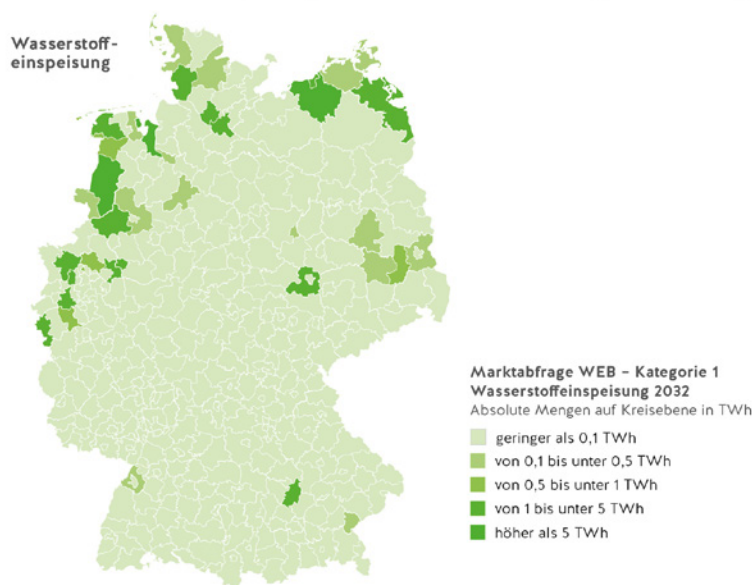 Wasserstoff-
einspeisung
Marktabfrage WEB – Kategorie 1
Wasserstoffeinspeisung 2032
Absolute Mengen auf Kreisebene in TWh
geringer als 0,1 TWh
von 0,1 bis unter 0,5 TWh
von 0,5 bis unter 1 TWh
von 1 bis unter 5 TWh
höher als 5 TWh